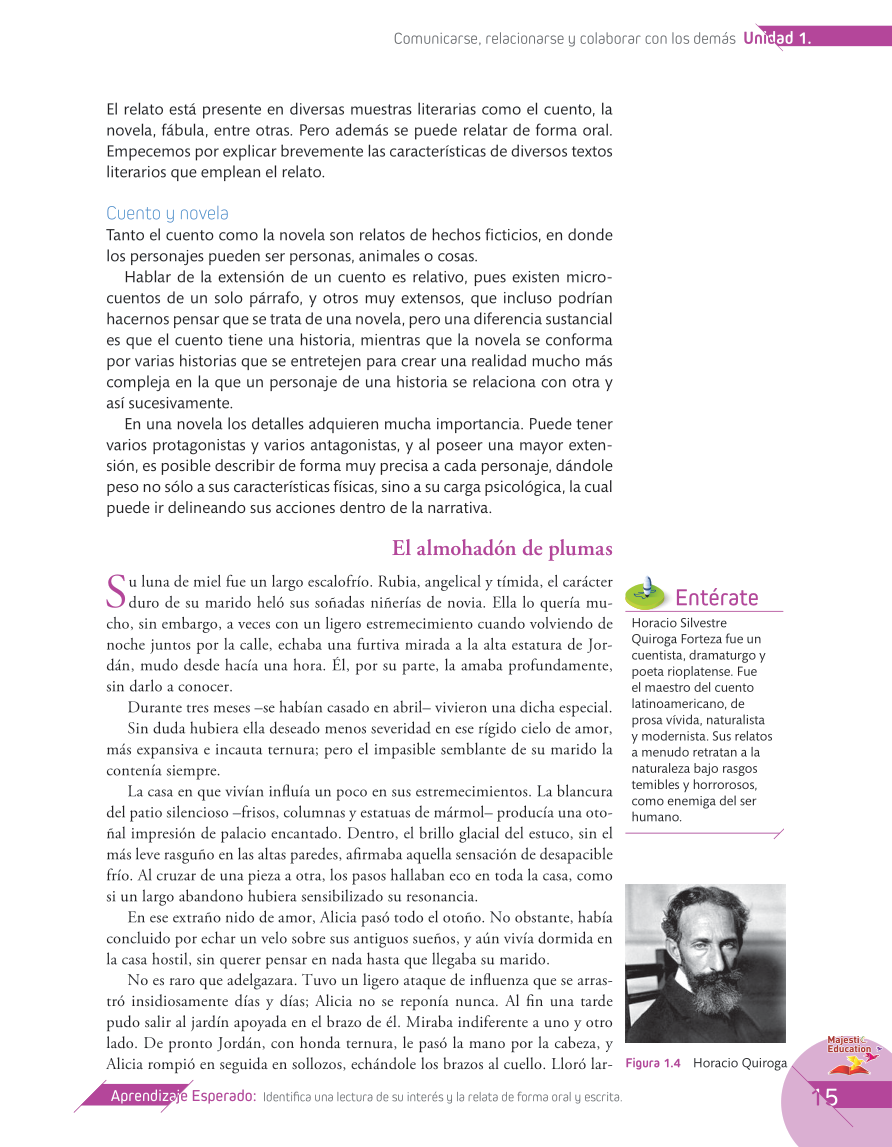 Comunicarse, relacionarse y colaborar con los demás Unidad 1.
El relato está presente en diversas muestras literarias como el cuento, la
novela, fábula, entre otras. Pero además se puede relatar de forma oral.
Empecemos por explicar brevemente las características de diversos textos
literarios que emplean el relato.
Cuento y novela
Tanto el cuento como la novela son relatos de hechos ficticios, en donde
los personajes pueden ser personas, animales o cosas.
Hablar de la extensión de un cuento es relativo, pues existen micro-
cuentos de un solo párrafo, y otros muy extensos, que incluso podrían
hacernos pensar que se trata de una novela, pero una diferencia sustancial
es que el cuento tiene una historia, mientras que la novela se conforma
por varias historias que se entretejen para crear una realidad mucho más
compleja en la que un personaje de una historia se relaciona con otra y
así sucesivamente.
En una novela los detalles adquieren mucha importancia. Puede tener
varios protagonistas y varios antagonistas, y al poseer una mayor exten-
sión, es posible describir de forma muy precisa a cada personaje, dándole
peso no sólo a sus características físicas, sino a su carga psicológica, la cual
puede ir delineando sus acciones dentro de la narrativa.
El almohadón de plumas
Su luna de miel fue un largo escalofrío. Rubia, angelical y tímida, el carácter
duro de su marido heló sus soñadas niñerías de novia. Ella lo quería mu-
cho, sin embargo, a veces con un ligero estremecimiento cuando volviendo de
noche juntos por la calle, echaba una furtiva mirada a la alta estatura de Jor-
dán, mudo desde hacía una hora. Él, por su parte, la amaba profundamente,
sin darlo a conocer.
Durante tres meses –se habían casado en abril– vivieron una dicha especial.
Sin duda hubiera ella deseado menos severidad en ese rígido cielo de amor,
más expansiva e incauta ternura; pero el impasible semblante de su marido la
contenía siempre.
La casa en que vivían influía un poco en sus estremecimientos. La blancura
del patio silencioso –frisos, columnas y estatuas de mármol– producía una oto-
ñal impresión de palacio encantado. Dentro, el brillo glacial del estuco, sin el
más leve rasguño en las altas paredes, afirmaba aquella sensación de desapacible
frío. Al cruzar de una pieza a otra, los pasos hallaban eco en toda la casa, como
si un largo abandono hubiera sensibilizado su resonancia.
En ese extraño nido de amor, Alicia pasó todo el otoño. No obstante, había
concluido por echar un velo sobre sus antiguos sueños, y aún vivía dormida en
la casa hostil, sin querer pensar en nada hasta que llegaba su marido.
No es raro que adelgazara. Tuvo un ligero ataque de influenza que se arras-
tró insidiosamente días y días; Alicia no se reponía nunca. Al fin una tarde
pudo salir al jardín apoyada en el brazo de él. Miraba indiferente a uno y otro
lado. De pronto Jordán, con honda ternura, le pasó la mano por la cabeza, y
Alicia rompió en seguida en sollozos, echándole los brazos al cuello. Lloró lar-
Entérate
Horacio Silvestre
Quiroga Forteza fue un
cuentista, dramaturgo y
poeta rioplatense. Fue
el maestro del cuento
latinoamericano, de
prosa vívida, naturalista
y modernista. Sus relatos
a menudo retratan a la
naturaleza bajo rasgos
temibles y horrorosos,
como enemiga del ser
humano.
Figura 1.4 Horacio Quiroga
Majestic
Education
Aprendizaje Esperado: Identifica una lectura de su interés y la relata de forma oral y escrita.
15